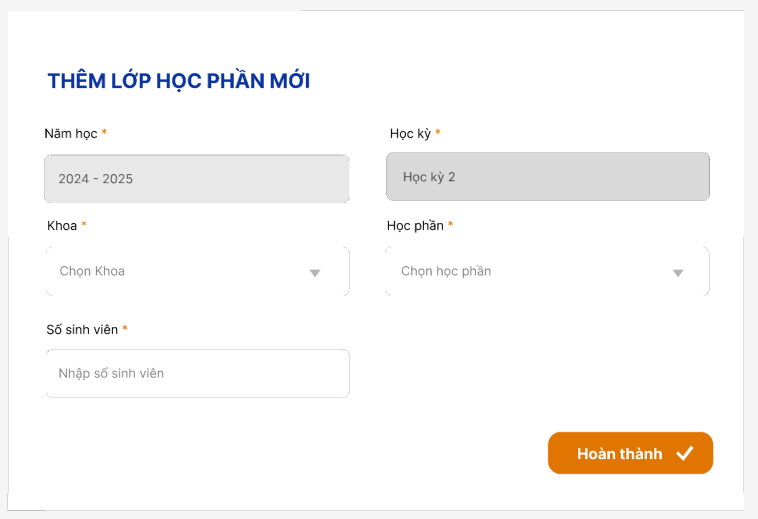 THÊM LỚP HỌC PHẦN MỚI
Năm học * Học kỳ *
2024 - 2025 Học kỳ 2
Khoa * Học phần *
Chọn Khoa Chọn học phần
Số sinh viên *
Nhập số sinh viên
Hoàn thành